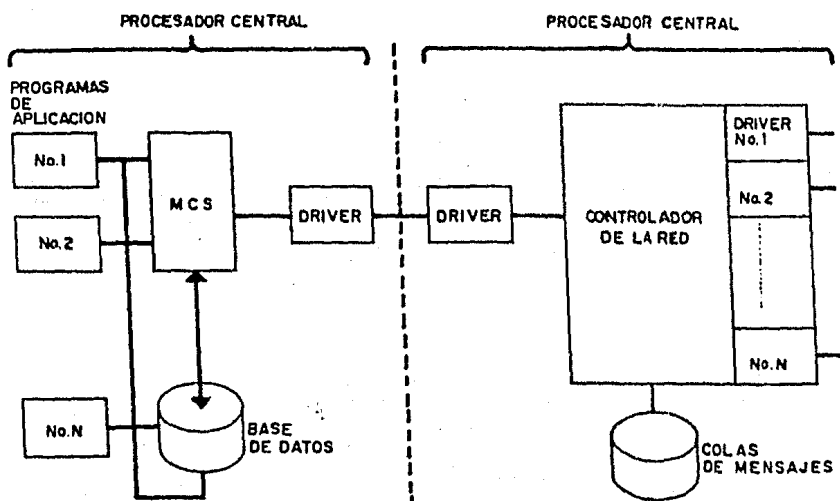 PROCESADOR CENTRAL
PROGRAMAS
DE
APLICACION
No.1
No.2
No.N
MCS
DRIVER
BASE
DE DATOS
PROCESADOR CENTRAL
DRIVER
CONTROLADOR
DE LA RED
DRIVER
No.1
No.2
No.N
COLAS
DE MENSAJES